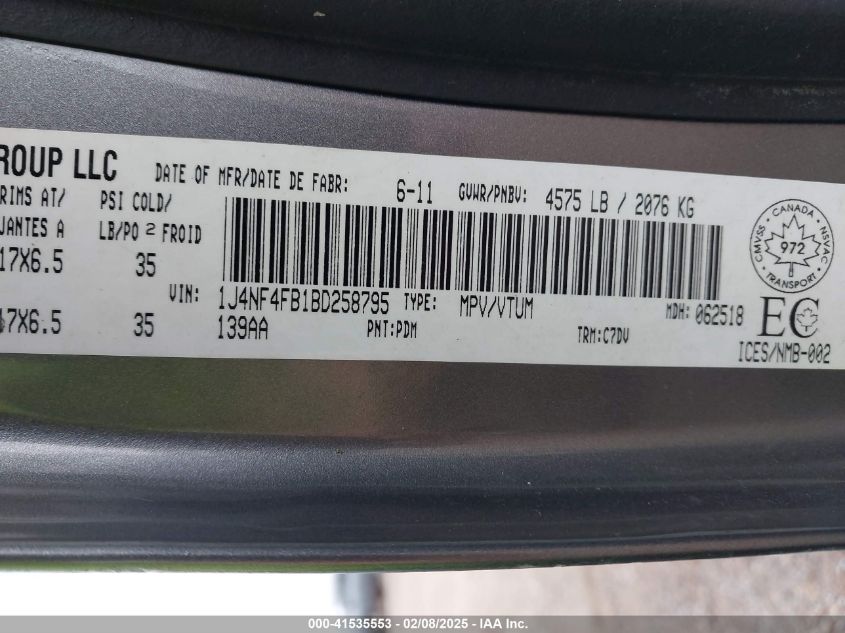 GROUP LLC DATE OF MFR/DATE DE FABR: 6-11 GVWR/PNBV: 4575 LB / 2076 KG
RIMS AT/ PSI COLD/
JANTES A LB/PO 2 FROID
17X6.5 35
VIN: 1J4NF4FB1BD258795 TYPE: MPV/VTUM MDH: 062518
17X6.5 35 139AA PNT:PDM TRM:C7DV
CANADA
CMVSS 972 NSVAC
TRANSPORT
EC
ICES/NMB-002
000-41535553 - 02/08/2025 - IAA Inc.